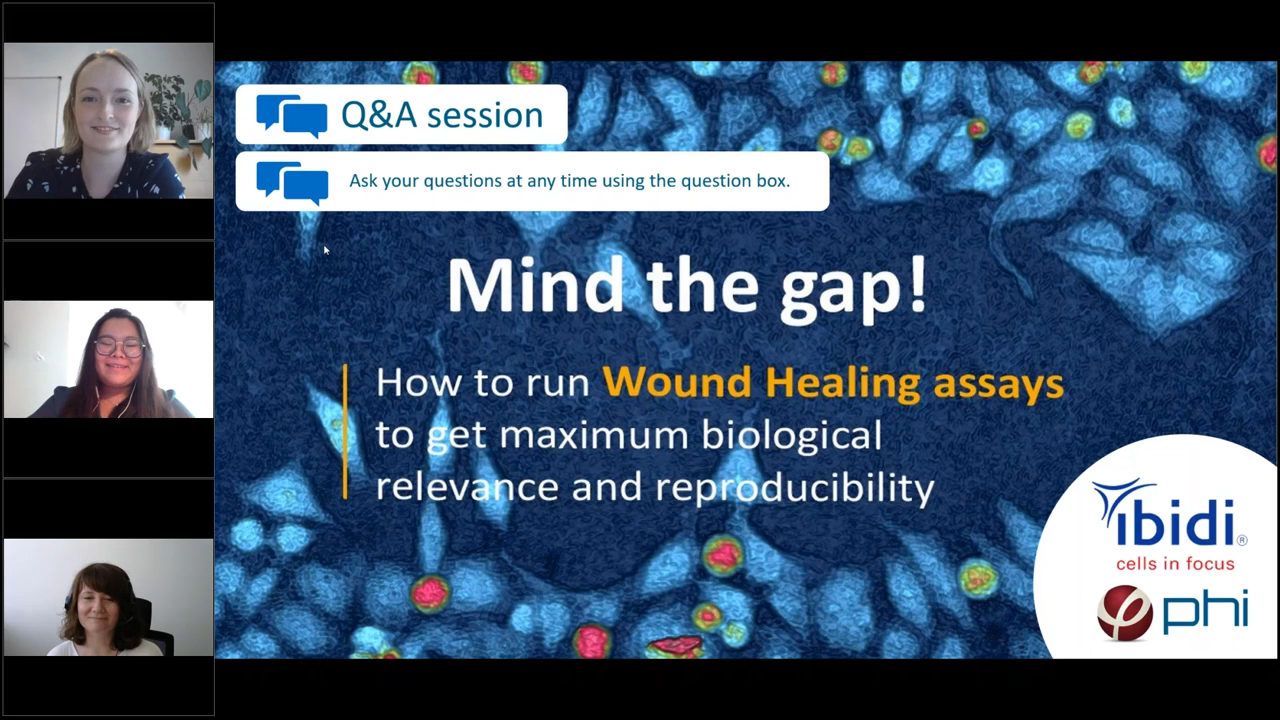 Q&A session
Ask your questions at any time using the question box.
Mind the gap!
How to run Wound Healing assays
to get maximum biological
relevance and reproducibility
ibidi®
cells in focus
phi